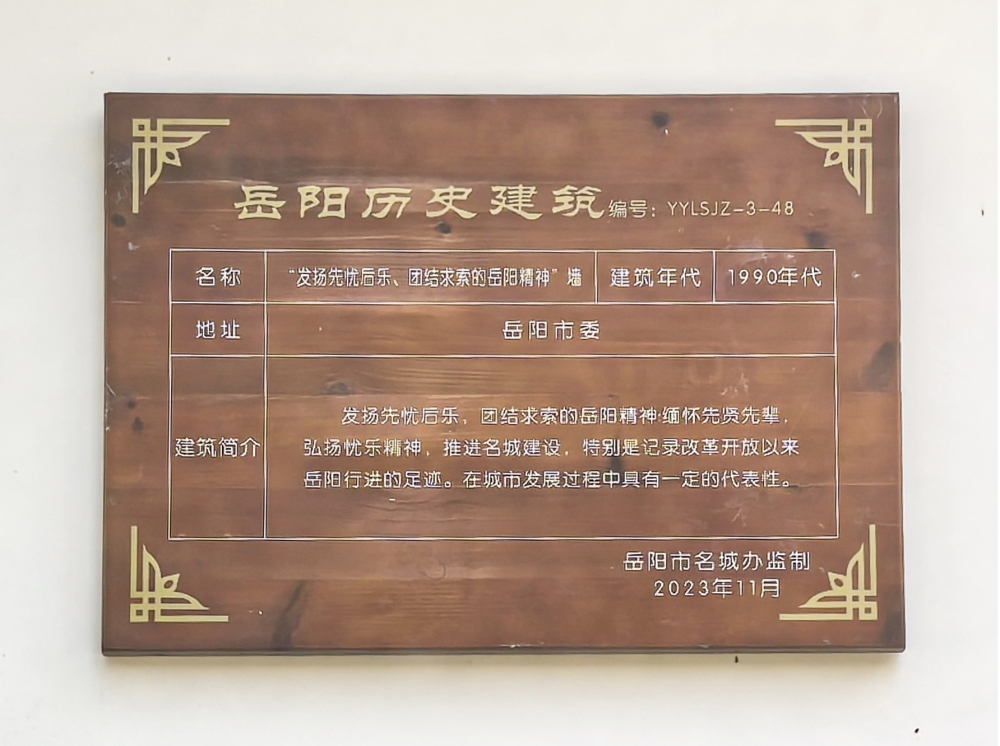 岳阳历史建筑编号：YYLSJZ-3-48
名称 “发扬先忧后乐、团结求索的岳阳精神”墙 建筑年代 1990年代
地址 岳阳市委
建筑简介
发扬先忧后乐，团结求索的岳阳精神·缅怀先贤先辈，
弘扬忧乐精神，推进名城建设，特别是记录改革开放以来
岳阳行进的足迹。在城市发展过程中具有一定的代表性。
岳阳市名城办监制
2023年11月